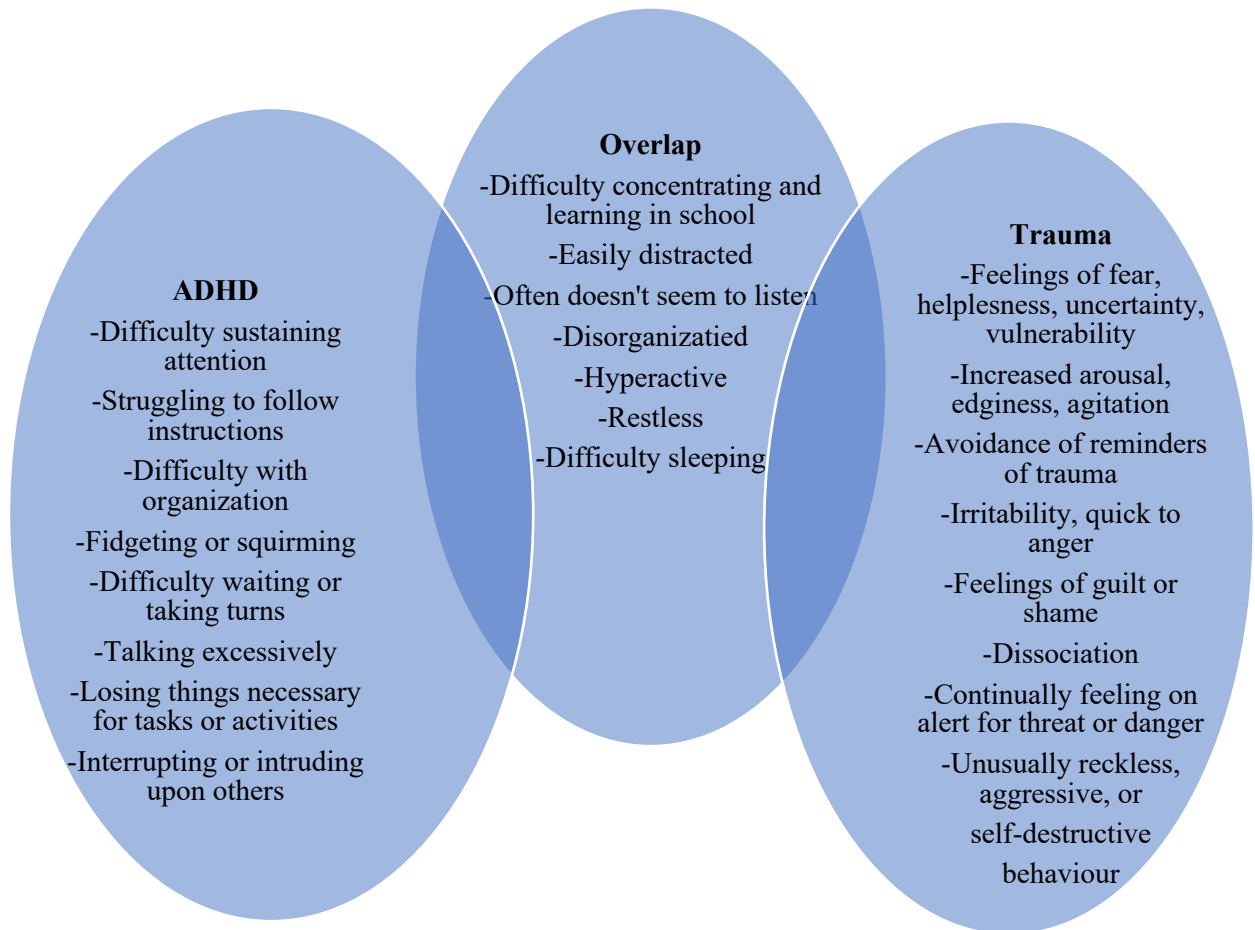 ADHD
-Difficulty sustaining
attention
-Struggling to follow
instructions
-Difficulty with
organization
-Fidgeting or squirming
-Difficulty waiting or
taking turns
-Talking excessively
-Losing things necessary
for tasks or activities
-Interrupting or intruding
upon others
Overlap
-Difficulty concentrating and
learning in school
-Easily distracted
-Often doesn't seem to listen
-Disorganizatied
-Hyperactive
-Restless
-Difficulty sleeping
Trauma
-Feelings of fear,
helplesness, uncertainty,
vulnerability
-Increased arousal,
edginess, agitation
-Avoidance of reminders
of trauma
-Irritability, quick to
anger
-Feelings of guilt or
shame
-Dissociation
-Continually feeling on
alert for threat or danger
-Unusually reckless,
aggressive, or
self-destructive
behaviour